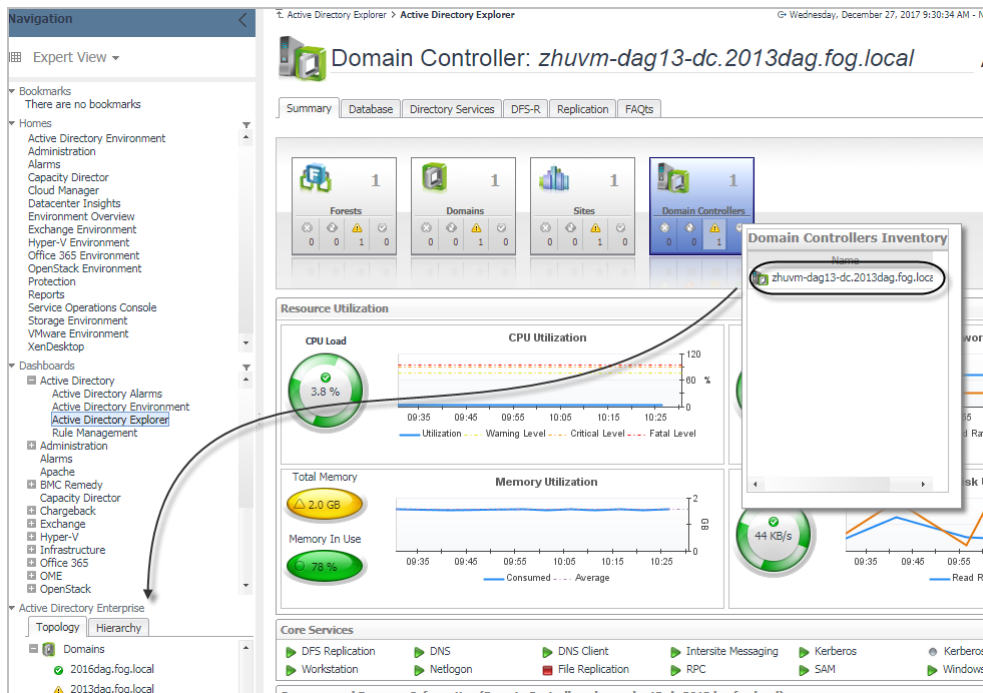 Navigation
Expert View
Bookmarks
There are no bookmarks
Homes
Active Directory Environment
Administration
Alarms
Capacity Director
Cloud Manager
Datacenter Insights
Environment Overview
Exchange Environment
Hyper-V Environment
Office 365 Environment
OpenStack Environment
Protection
Reports
Service Operations Console
Storage Environment
VMware Environment
XenDesktop
Dashboards
Active Directory
Active Directory Alarms
Active Directory Environment
Active Directory Explorer
Rule Management
Administration
Alarms
Apache
BMC Remedy
Capacity Director
Chargeback
Exchange
Hyper-V
Infrastructure
Office 365
OME
OpenStack
Active Directory Enterprise
Topology Hierarchy
Domains
2016dag.fog.local
2013dag.fog.local
Active Directory Explorer > Active Directory Explorer
Wednesday, December 27, 2017 9:30:34 AM - N
Domain Controller: zhuvm-dag13-dc.2013dag.fog.local
Summary Database Directory Services DFS-R Replication FAQts
1 1 1 1
Forests Domains Sites Domain Controllers
0 0 1 0 0 0 1 0 0 0 1 0 0 0 1
Domain Controllers Inventory
Name
zhuvm-dag13-dc.2013dag.fog.loca
Resource Utilization
CPU Load
3.8 %
CPU Utilization
120
60
0
%
09:35 09:45 09:55 10:05 10:15 10:25
Utilization Warning Level Critical Level Fatal Level
Total Memory
2.0 GB
Memory In Use
78 %
Memory Utilization
2
0
GB
09:35 09:45 09:55 10:05 10:15 10:25
Consumed Average
44 KB/s
09:35 09:45 09:55
Read R
Core Services
DFS Replication DNS DNS Client Intersite Messaging Kerberos Kerberos
Workstation Netlogon File Replication RPC SAM Windows